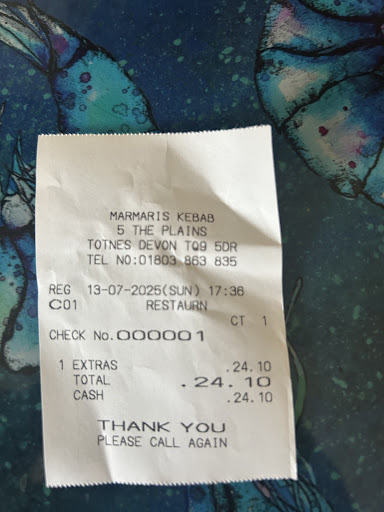 MARMARIS KEBAB
5 THE PLAINS
TOTNES DEVON TQ9 5DR
TEL NO:01803 863 835
REG 13-07-2025(SUN) 17:36
C01 RESTAURN
CT 1
CHECK No.000001
1 EXTRAS .24.10
TOTAL .24.10
CASH .24.10
THANK YOU
PLEASE CALL AGAIN